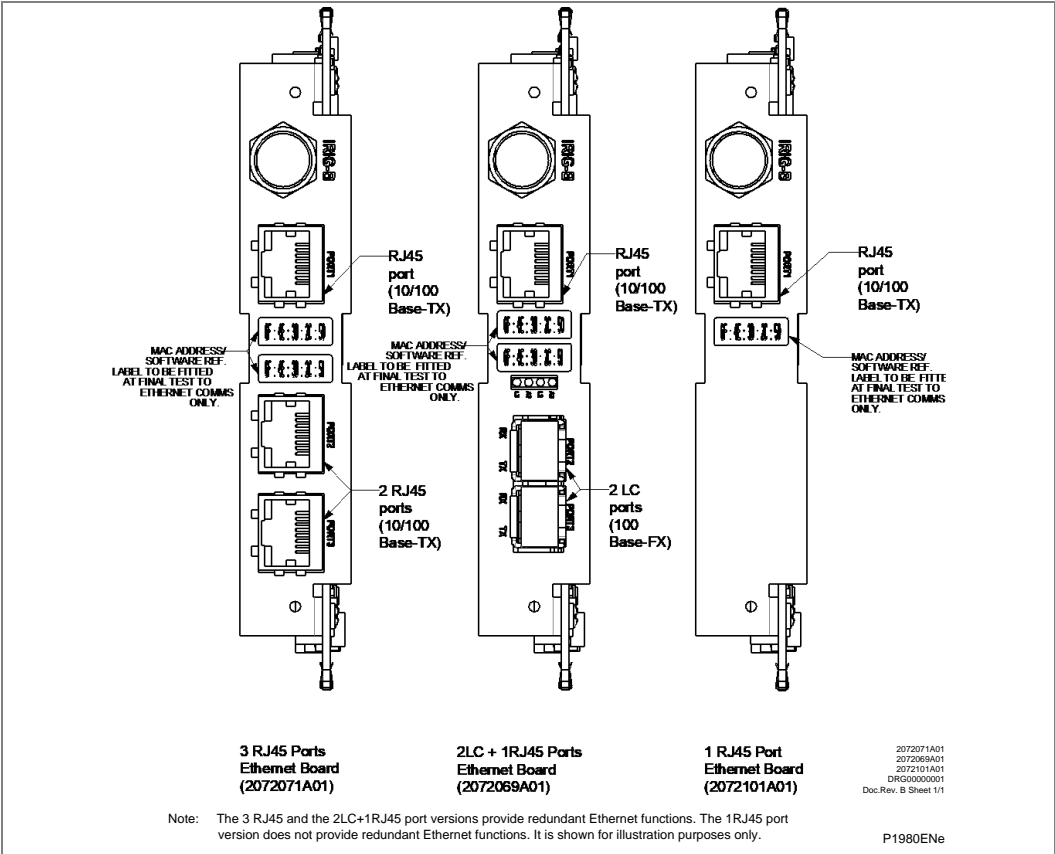 IRIG-B
IRIG-B
IRIG-B
PORT1
PORT1
PORT1
RJ45
port
(10/100
Base-TX)
RJ45
port
(10/100
Base-TX)
RJ45
port
(10/100
Base-TX)
MAC ADDRESS/
SOFTWARE REF.
LABEL TO BE FITTED
AT FINAL TEST TO
ETHERNET COMMS
ONLY.
MAC ADDRESS/
SOFTWARE REF.
LABEL TO BE FITTED
AT FINAL TEST TO
ETHERNET COMMS
ONLY.
MAC ADDRESS/
SOFTWARE REF.
LABEL TO BE FITTE
AT FINAL TEST TO
ETHERNET COMMS
ONLY.
PORT2
PORT3
2 RJ45
ports
(10/100
Base-TX)
RX
TX
RX
TX
PORT2
PORT3
2 LC
ports
(100
Base-FX)
3 RJ45 Ports
Ethernet Board
(2072071A01)
2LC + 1RJ45 Ports
Ethernet Board
(2072069A01)
1 RJ45 Port
Ethernet Board
(2072101A01)
2072071A01
2072069A01
2072101A01
DRG00000001
Doc.Rev. B Sheet 1/1
Note: The 3 RJ45 and the 2LC+1RJ45 port versions provide redundant Ethernet functions. The 1RJ45 port
version does not provide redundant Ethernet functions. It is shown for illustration purposes only.
P1980ENe